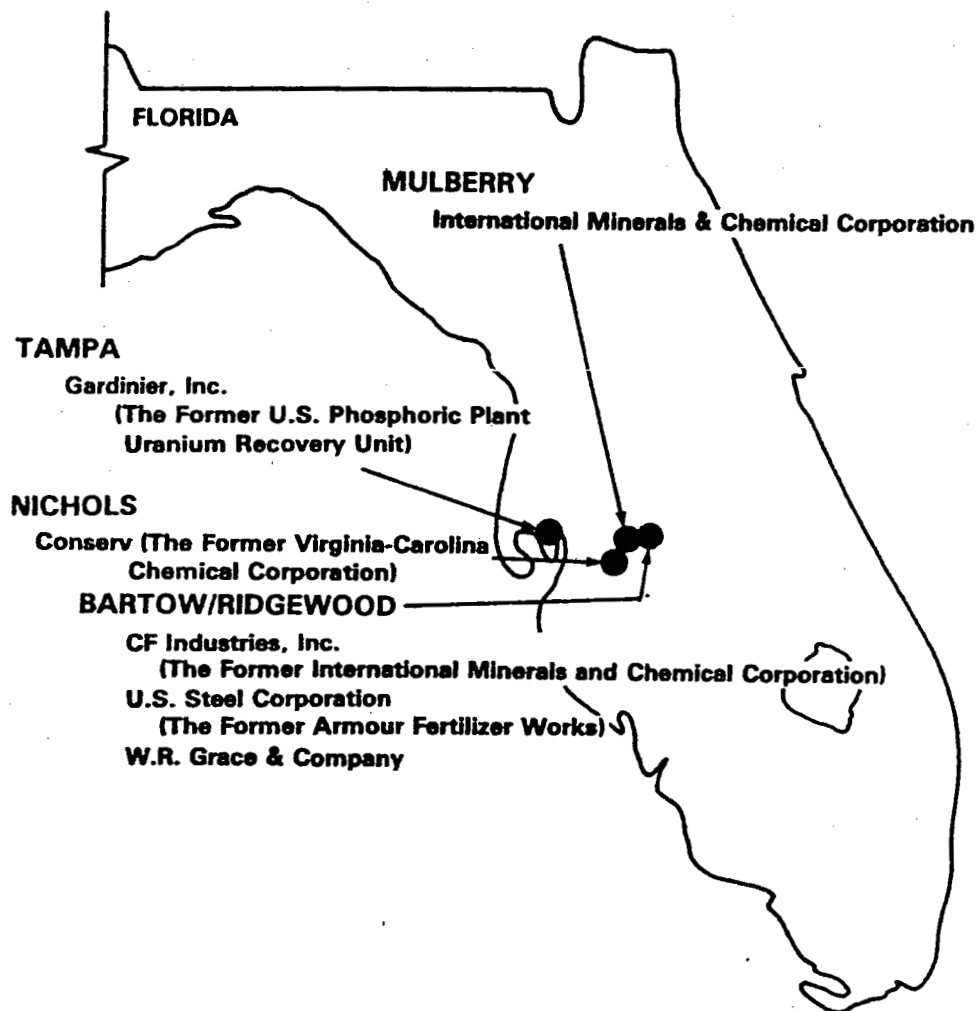 FLORIDA
MULBERRY
International Minerals & Chemical Corporation
TAMPA
Gardinier, Inc.
(The Former U.S. Phosphoric Plant
Uranium Recovery Unit)
NICHOLS
Conserv (The Former Virginia-Carolina
Chemical Corporation)
BARTOW/RIDGEWOOD
CF Industries, Inc.
(The Former International Minerals and Chemical Corporation)
U.S. Steel Corporation
(The Former Armour Fertilizer Works)
W.R. Grace & Company